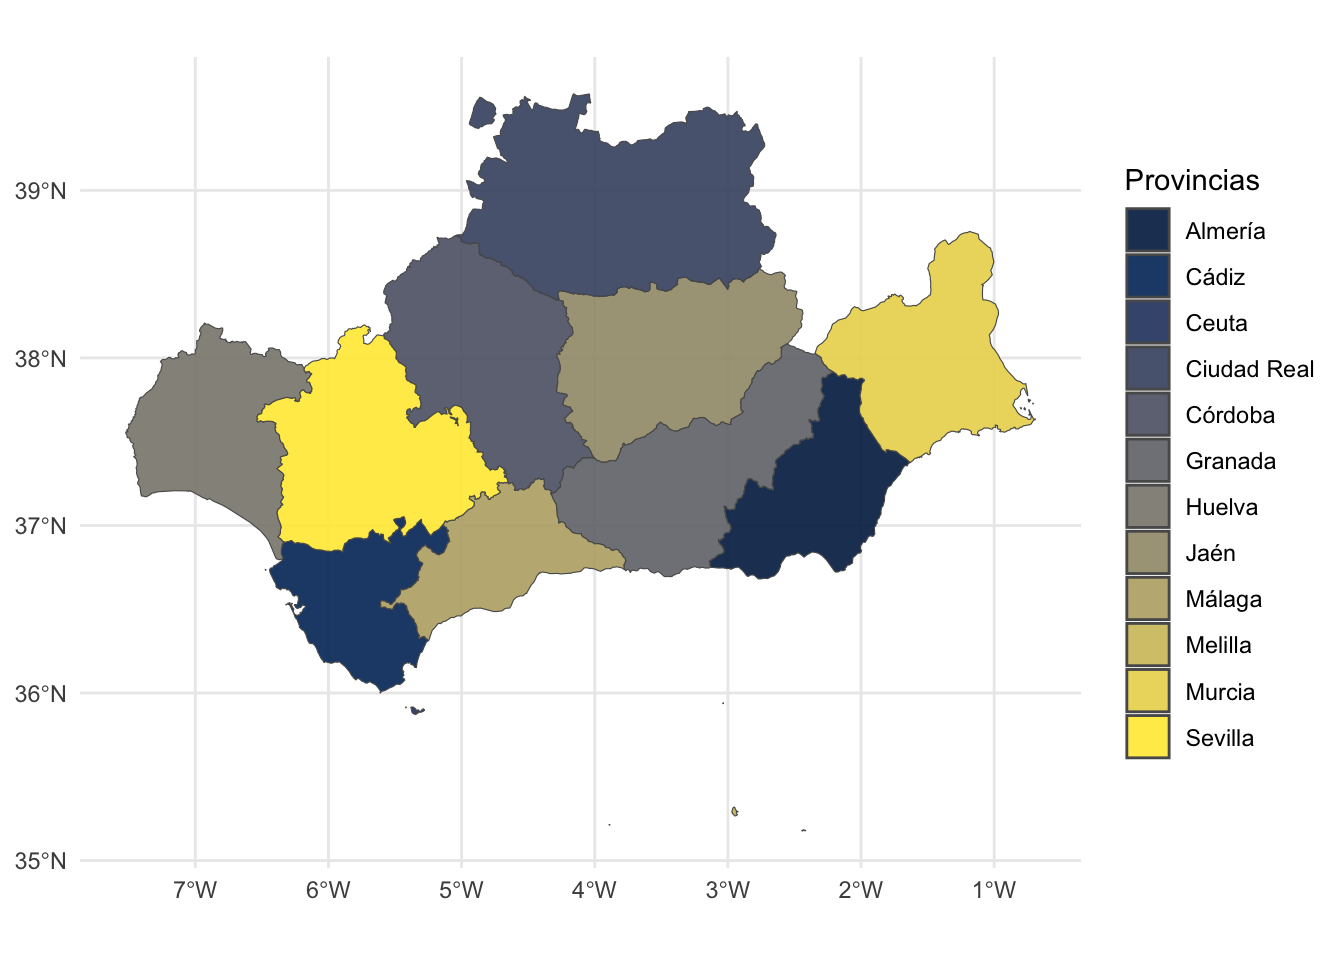 39°N
38°N
37°N
36°N
35°N
7°W
6°W
5°W
4°W
3°W
2°W
1°W
Provincias
Almería
Cádiz
Ceuta
Ciudad Real
Córdoba
Granada
Huelva
Jaén
Málaga
Melilla
Murcia
Sevilla